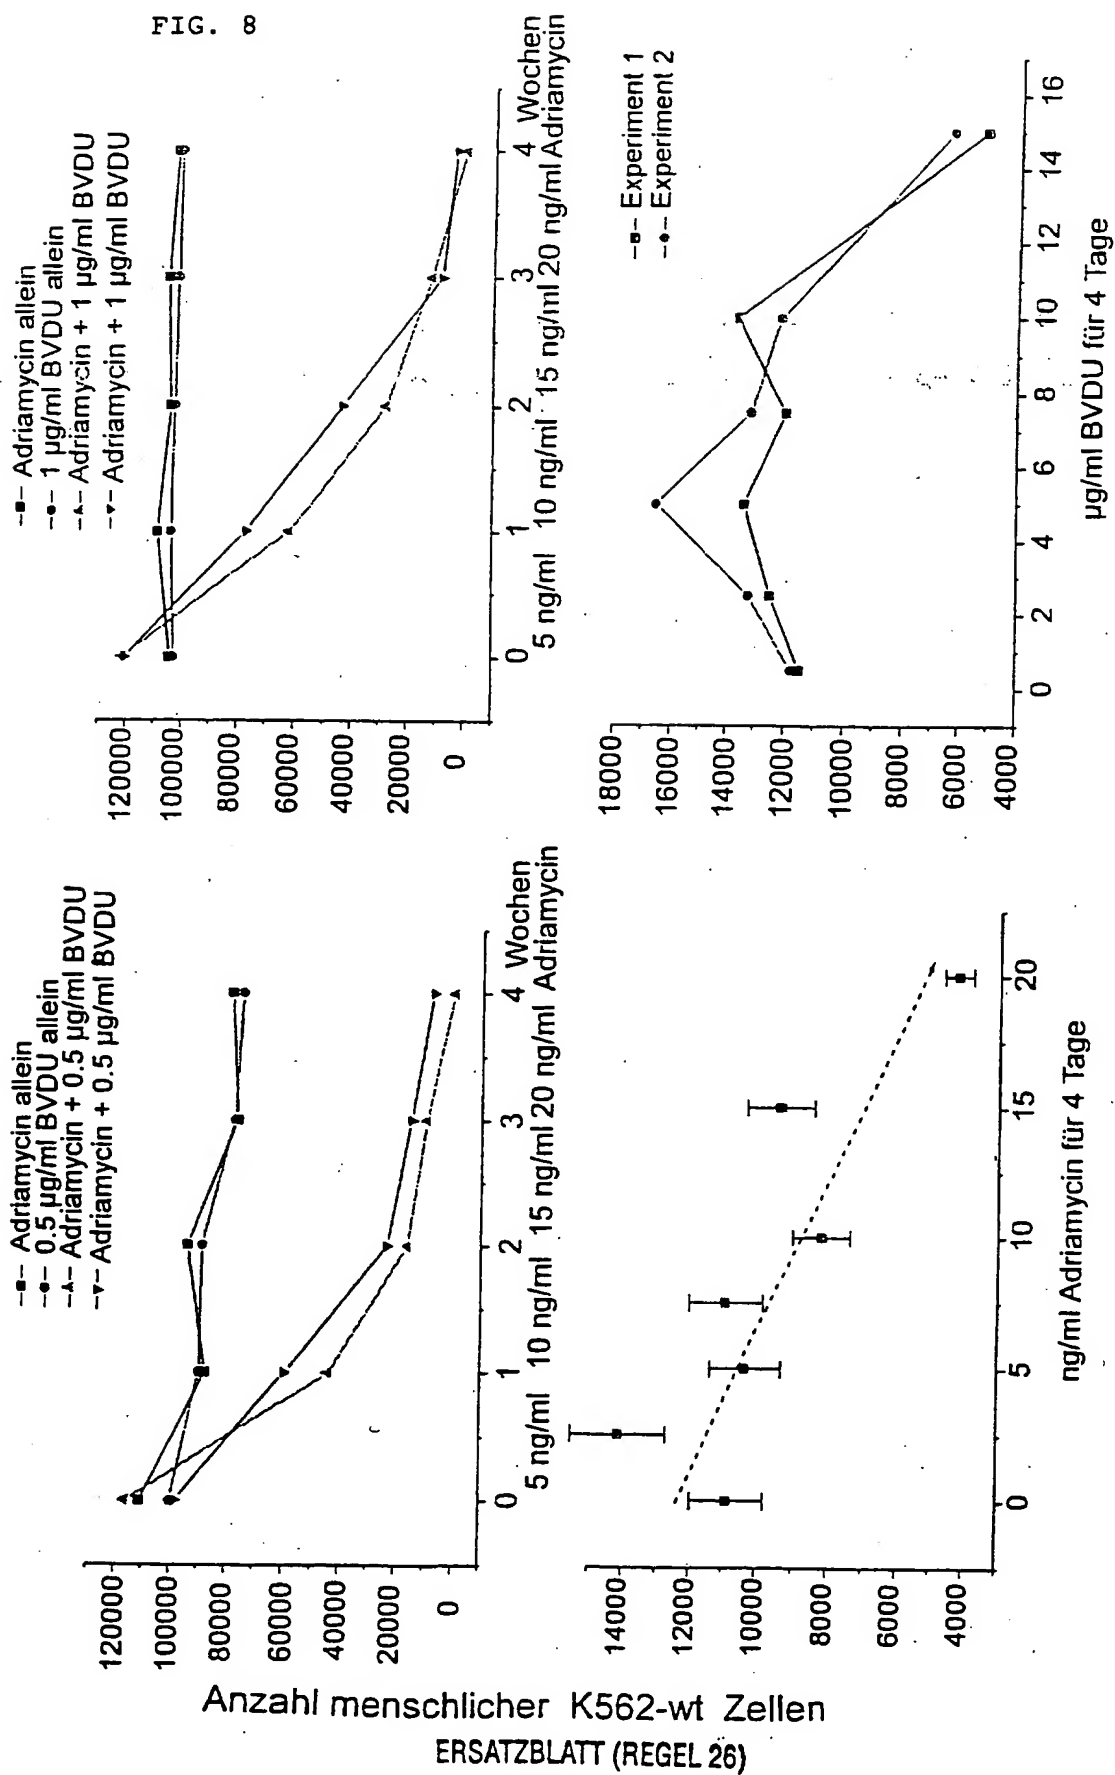 FIG. 8
Anzahl menschlicher K562-wt Zellen
ERSATZBLATT (REGEL 26)
-■- Adriamycin allein
-●- 0.5 µg/ml BVDU allein
-▲- Adriamycin + 0.5 µg/ml BVDU
-▼- Adriamycin + 0.5 µg/ml BVDU
120000
100000
80000
60000
40000
20000
0
0 1 2 3 4 Wochen
5 ng/ml 10 ng/ml 15 ng/ml 20 ng/ml Adriamycin
-■- Adriamycin allein
-●- 1 µg/ml BVDU allein
-▲- Adriamycin + 1 µg/ml BVDU
-▼- Adriamycin + 1 µg/ml BVDU
120000
100000
80000
60000
40000
20000
0
0 1 2 3 4 Wochen
5 ng/ml 10 ng/ml 15 ng/ml 20 ng/ml Adriamycin
14000
12000
10000
8000
6000
4000
0 5 10 15 20
ng/ml Adriamycin für 4 Tage
-■- Experiment 1
-●- Experiment 2
18000
16000
14000
12000
10000
8000
6000
4000
0 2 4 6 8 10 12 14 16
µg/ml BVDU für 4 Tage